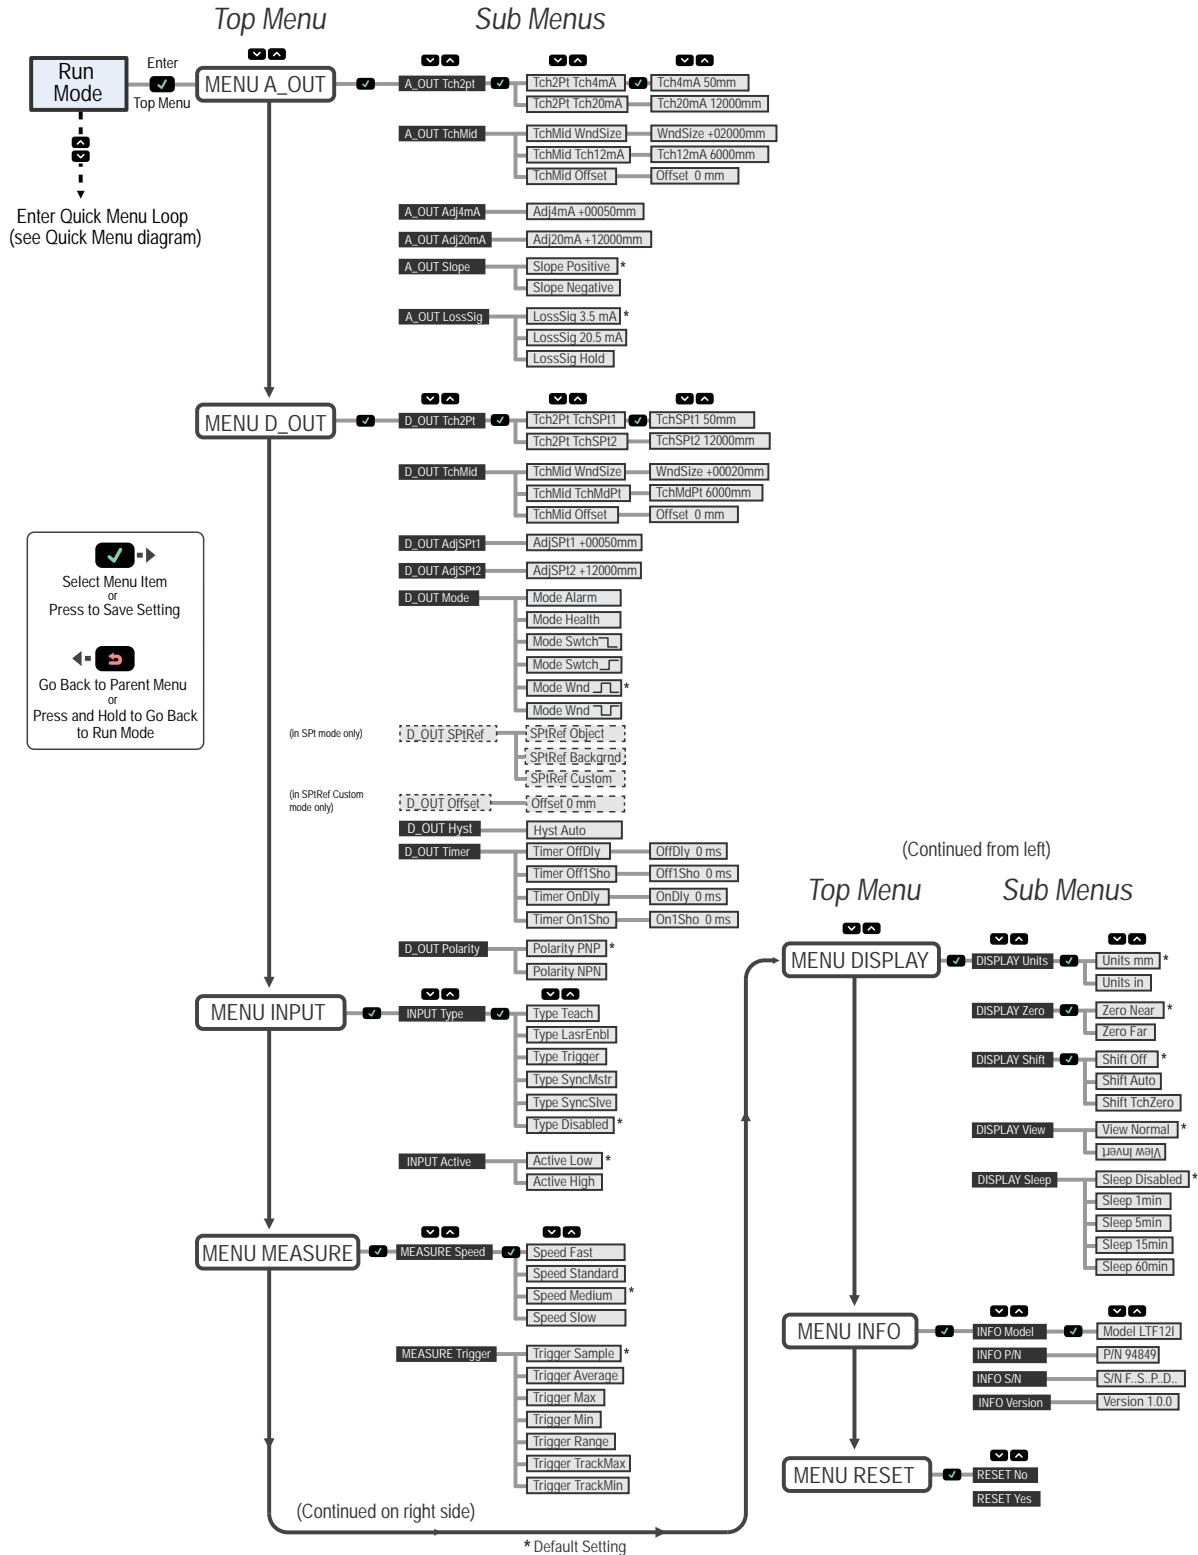 Top Menu
Sub Menus
Run
Mode
Enter
Top Menu
Enter Quick Menu Loop
(see Quick Menu diagram)
MENU A_OUT
A_OUT Tch2pt
Tch2Pt Tch4mA
Tch4mA 50mm
Tch2Pt Tch20mA
Tch20mA 12000mm
A_OUT TchMid
TchMid WndSize
WndSize +02000mm
TchMid Tch12mA
Tch12mA 6000mm
TchMid Offset
Offset 0 mm
A_OUT Adj4mA
Adj4mA +00050mm
A_OUT Adj20mA
Adj20mA +12000mm
A_OUT Slope
Slope Positive *
Slope Negative
A_OUT LossSig
LossSig 3.5 mA *
LossSig 20.5 mA
LossSig Hold
MENU D_OUT
D_OUT Tch2Pt
Tch2Pt TchSPt1
TchSPt1 50mm
Tch2Pt TchSPt2
TchSPt2 12000mm
D_OUT TchMid
TchMid WndSize
WndSize +00020mm
TchMid TchMdPt
TchMdPt 6000mm
TchMid Offset
Offset 0 mm
D_OUT AdjSPt1
AdjSPt1 +00050mm
D_OUT AdjSPt2
AdjSPt2 +12000mm
D_OUT Mode
Mode Alarm
Mode Health
Mode Swtch
Mode Swtch
Mode Wnd *
Mode Wnd
(in SPt mode only)
D_OUT SPtRef
SPtRef Object
SPtRef Backgrnd
SPtRef Custom
(in SPtRef Custom
mode only)
D_OUT Offset
Offset 0 mm
D_OUT Hyst
Hyst Auto
D_OUT Timer
Timer OffDly
OffDly 0 ms
Timer Off1Sho
Off1Sho 0 ms
Timer OnDly
OnDly 0 ms
Timer On1Sho
On1Sho 0 ms
D_OUT Polarity
Polarity PNP *
Polarity NPN
Select Menu Item
or
Press to Save Setting
Go Back to Parent Menu
or
Press and Hold to Go Back
to Run Mode
MENU INPUT
INPUT Type
Type Teach
Type LasrEnbl
Type Trigger
Type SyncMstr
Type SyncSlve
Type Disabled *
INPUT Active
Active Low *
Active High
MENU MEASURE
MEASURE Speed
Speed Fast
Speed Standard
Speed Medium *
Speed Slow
MEASURE Trigger
Trigger Sample *
Trigger Average
Trigger Max
Trigger Min
Trigger Range
Trigger TrackMax
Trigger TrackMin
(Continued on right side)
* Default Setting
(Continued from left)
Top Menu
Sub Menus
MENU DISPLAY
DISPLAY Units
Units mm *
Units in
DISPLAY Zero
Zero Near *
Zero Far
DISPLAY Shift
Shift Off *
Shift Auto
Shift TchZero
DISPLAY View
View Normal *
View Invert
DISPLAY Sleep
Sleep Disabled *
Sleep 1min
Sleep 5min
Sleep 15min
Sleep 60min
MENU INFO
INFO Model
Model LTF12I
INFO P/N
P/N 94849
INFO S/N
S/N F..S..P..D..
INFO Version
Version 1.0.0
MENU RESET
RESET No
RESET Yes